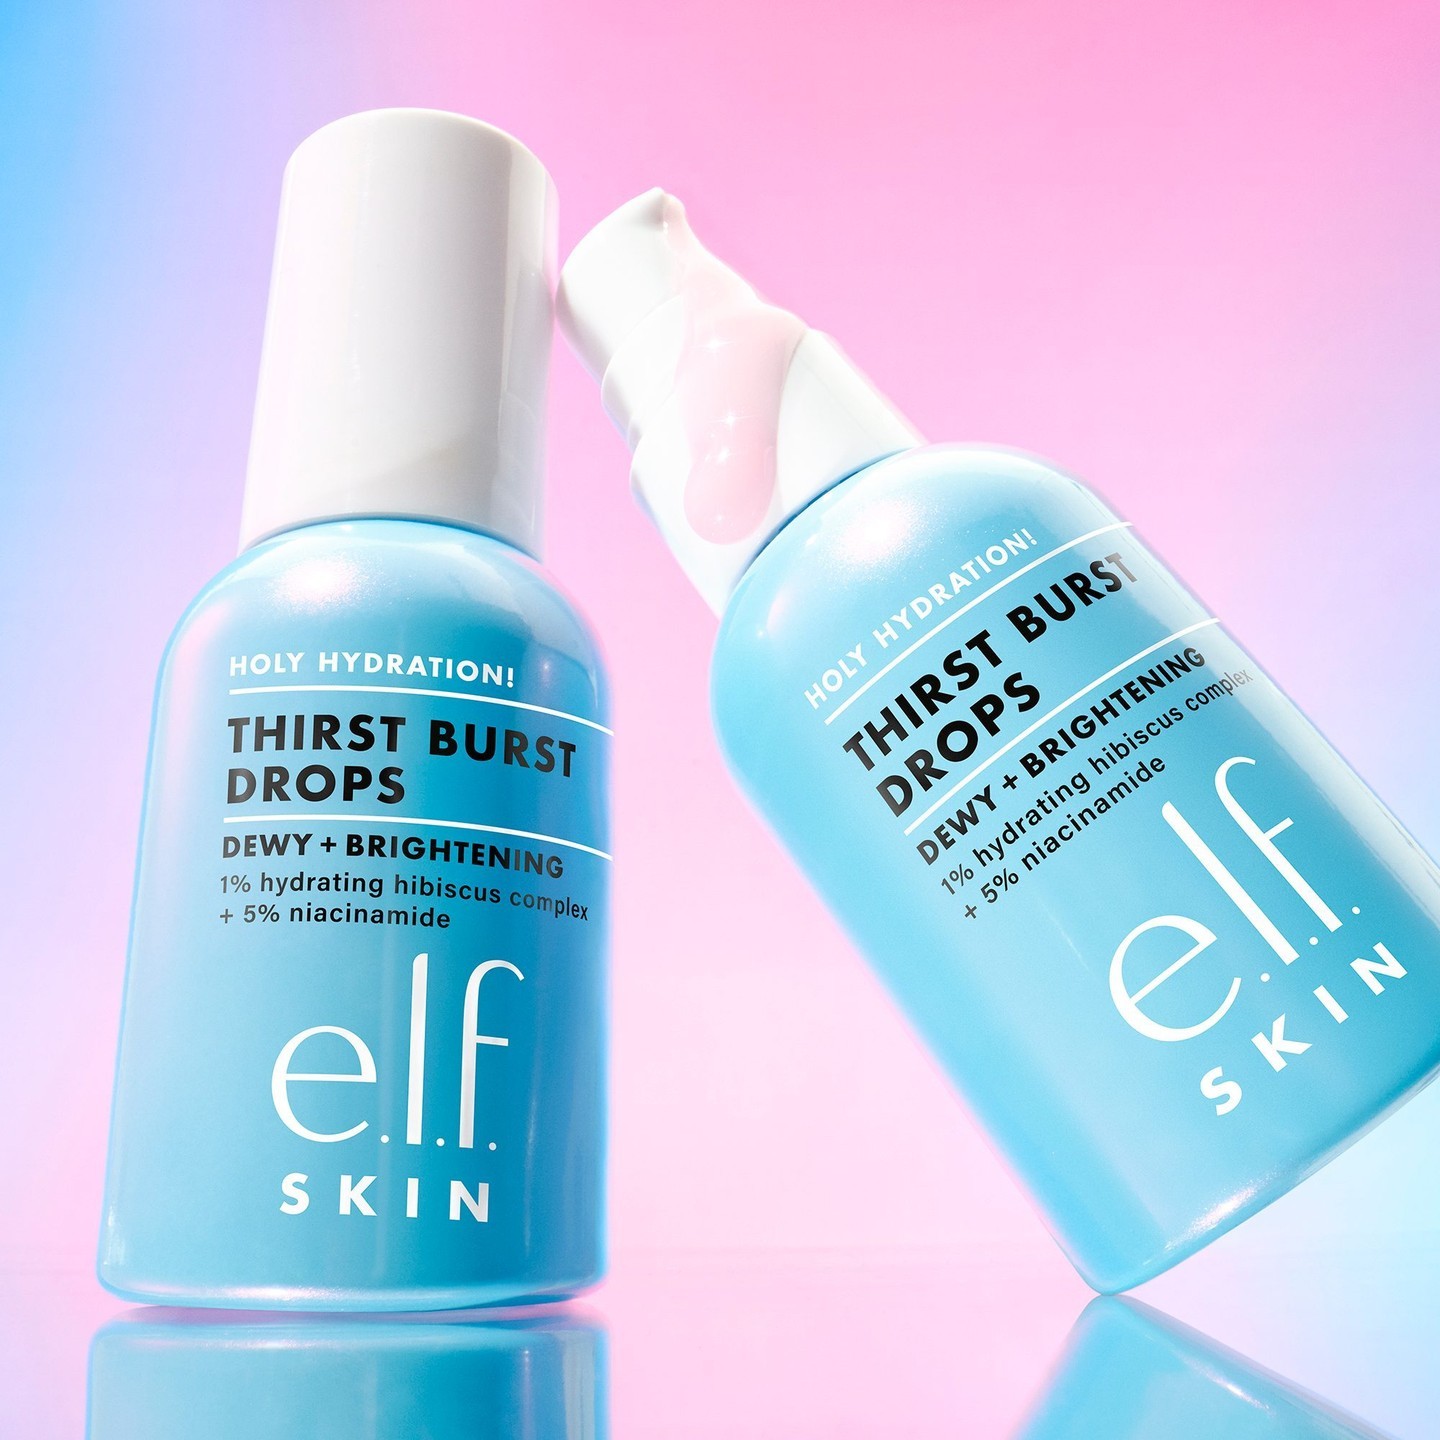 HOLY HYDRATION!
THIRST BURST
DROPS
DEWY + BRIGHTENING
1% hydrating hibiscus complex
+ 5% niacinamide
e.l.f.
SKIN
HOLY HYDRATION!
THIRST BURST
DROPS
DEWY + BRIGHTENING
1% hydrating hibiscus complex
+ 5% niacinamide
e.l.f.
SKIN